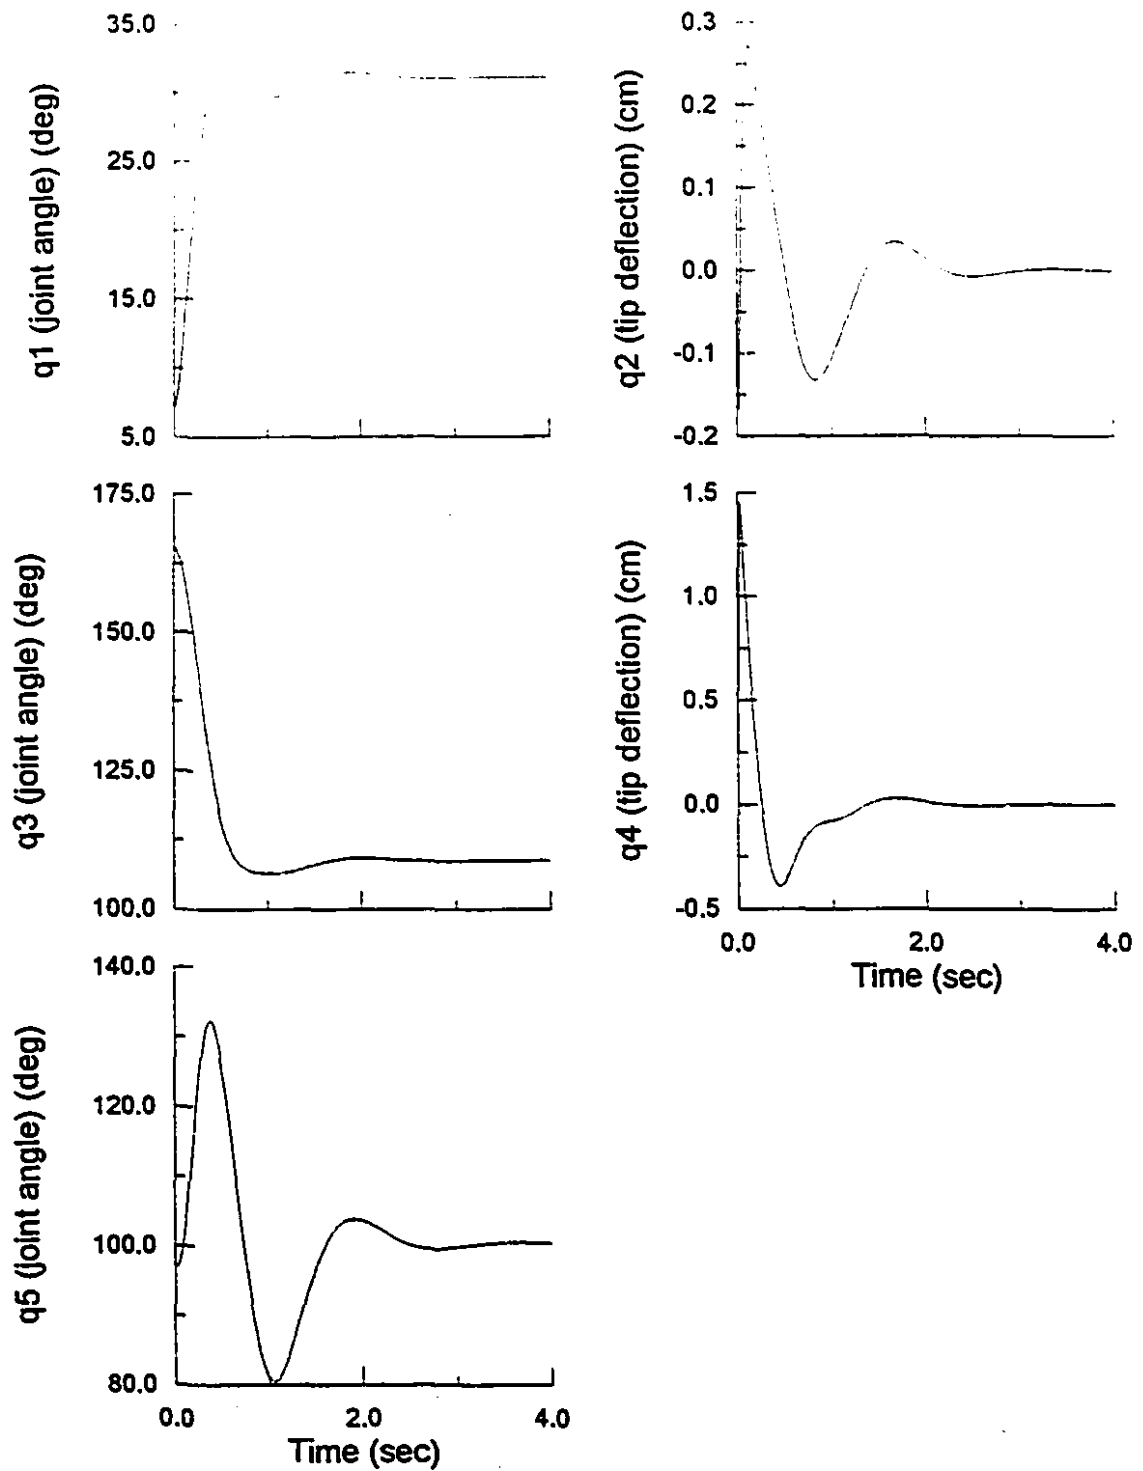 q1 (joint angle) (deg)
35.0
25.0
15.0
5.0
q2 (tip deflection) (cm)
0.3
0.2
0.1
0.0
-0.1
-0.2
q3 (joint angle) (deg)
175.0
150.0
125.0
100.0
q4 (tip deflection) (cm)
1.5
1.0
0.5
0.0
-0.5
0.0 2.0 4.0
Time (sec)
q5 (joint angle) (deg)
140.0
120.0
100.0
80.0
0.0 2.0 4.0
Time (sec)